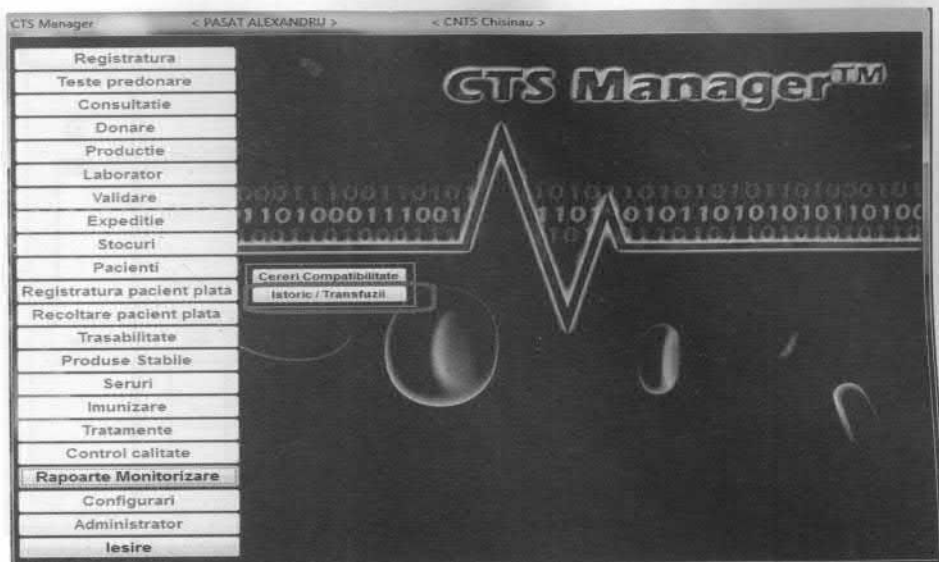 CTS Manager < PASAT ALEXANDRU > < CNTS Chisinau >
CTS Manager™
Registratura
Teste predonare
Consultatie
Donare
Productie
Laborator
Validare
Expeditie
Stocuri
Pacienti
Registratura pacient plata
Recoltare pacient plata
Trasabilitate
Produse Stabile
Seruri
Imunizare
Tratamente
Control calitate
Rapoarte Monitorizare
Configurari
Administrator
Iesire
Cereri Compatibilitate
Istoric / Transfuzii